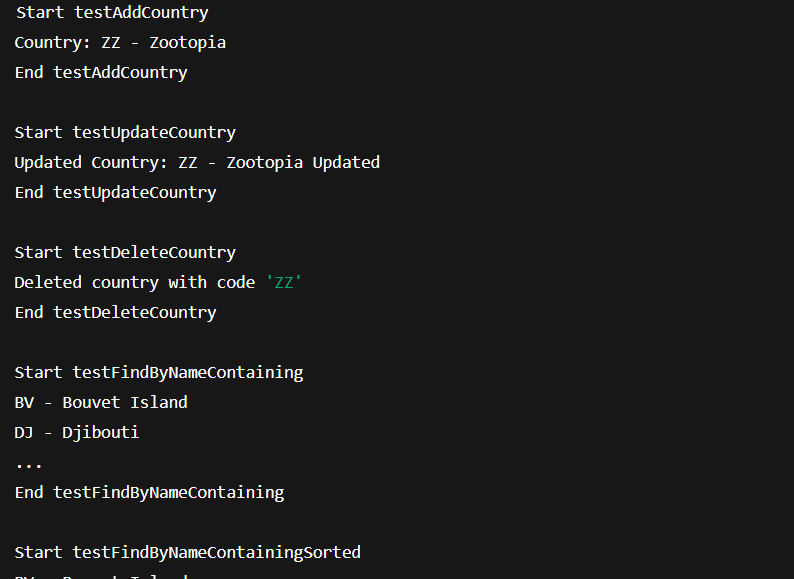 Start testAddCountry
Country: ZZ - Zootopia
End testAddCountry
Start testUpdateCountry
Updated Country: ZZ - Zootopia Updated
End testUpdateCountry
Start testDeleteCountry
Deleted country with code 'ZZ'
End testDeleteCountry
Start testFindByNameContaining
BV - Bouvet Island
DJ - Djibouti
...
End testFindByNameContaining
Start testFindByNameContainingSorted